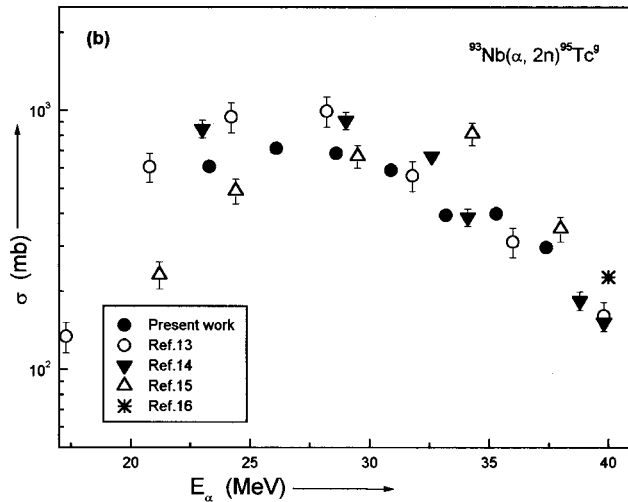 (b)
⁹³Nb(α, 2n)⁹⁵Tcᵍ
10³
10²
σ (mb)
Present work
Ref.13
Ref.14
Ref.15
Ref.16
20 25 30 35 40
E_α (MeV)